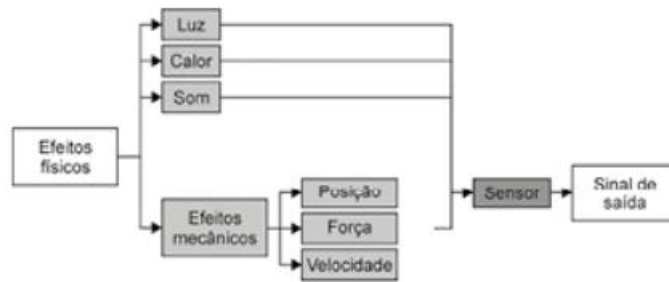 Luz
Calor
Som
Efeitos
físicos
Efeitos
mecânicos
Posição
Força
Velocidade
Sensor
Sinal de
saída